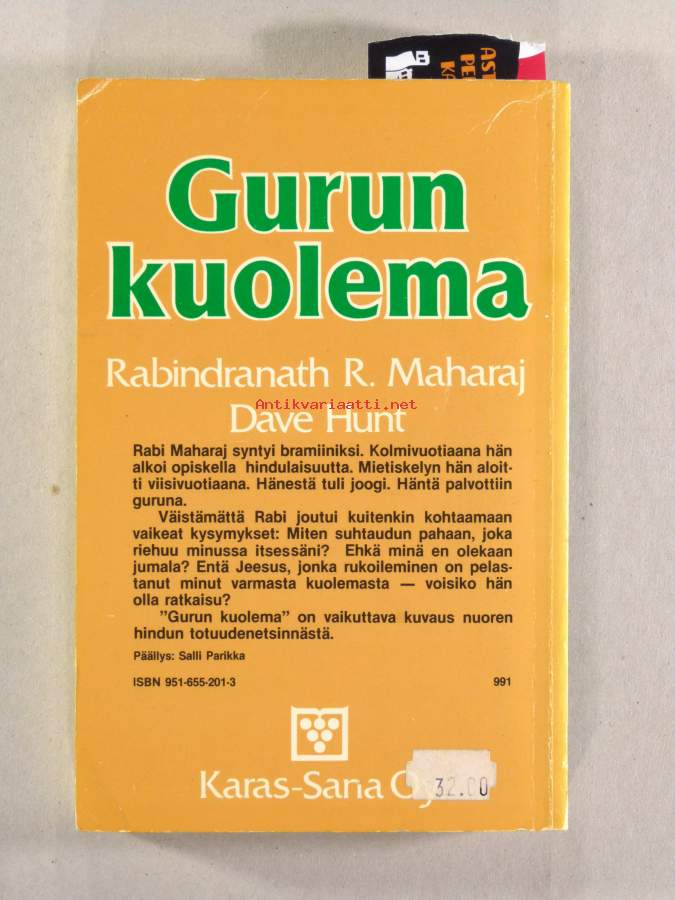 AST
PE
KA
Gurun
kuolema
Rabindranath R. Maharaj
Antikvariaatti.net
Dave Hunt
Rabi Maharaj syntyi bramiiniksi. Kolmivuotiaana hän
alkoi opiskella hindulaisuutta. Mietiskelyn hän aloit-
ti viisivuotiaana. Hänestä tuli joogi. Häntä palvottiin
guruna.
Väistämättä Rabi joutui kuitenkin kohtaamaan
vaikeat kysymykset: Miten suhtaudun pahaan, joka
riehuu minussa itsessäni? Ehkä minä en olekaan
jumala? Entä Jeesus, jonka rukoileminen on pelas-
tanut minut varmasta kuolemasta — voisiko hän
olla ratkaisu?
”Gurun kuolema” on vaikuttava kuvaus nuoren
hindun totuudenetsinnästä.
Päällys: Salli Parikka
ISBN 951-655-201-3 991
Karas-Sana Oy
32.00